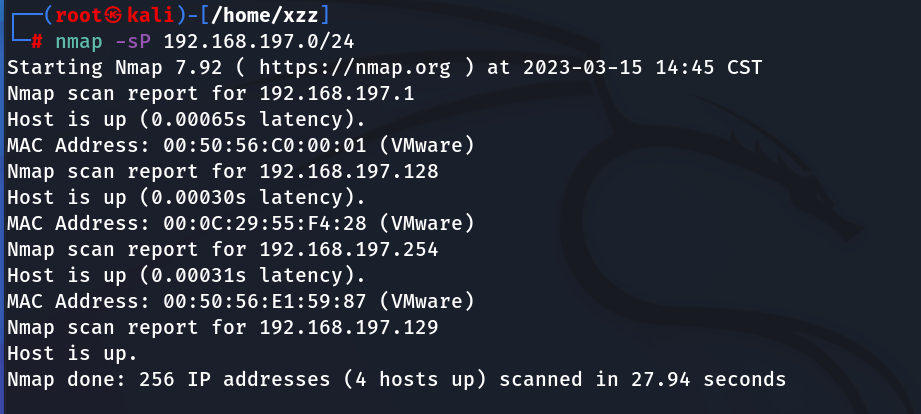 ┌──(root㉿kali)-[/home/xzz]
└─# nmap -sP 192.168.197.0/24
Starting Nmap 7.92 ( https://nmap.org ) at 2023-03-15 14:45 CST
Nmap scan report for 192.168.197.1
Host is up (0.00065s latency).
MAC Address: 00:50:56:C0:00:01 (VMware)
Nmap scan report for 192.168.197.128
Host is up (0.00030s latency).
MAC Address: 00:0C:29:55:F4:28 (VMware)
Nmap scan report for 192.168.197.254
Host is up (0.00031s latency).
MAC Address: 00:50:56:E1:59:87 (VMware)
Nmap scan report for 192.168.197.129
Host is up.
Nmap done: 256 IP addresses (4 hosts up) scanned in 27.94 seconds